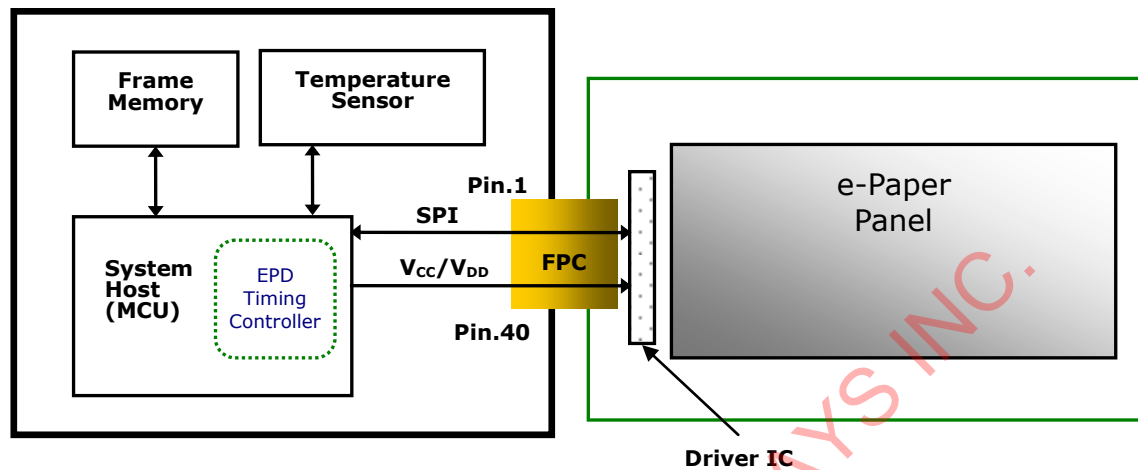 Frame
Memory
Temperature
Sensor
System
Host
(MCU)
EPD
Timing
Controller
Pin.1
SPI
VCC/VDD
FPC
Pin.40
e-Paper
Panel
Driver IC
INC.